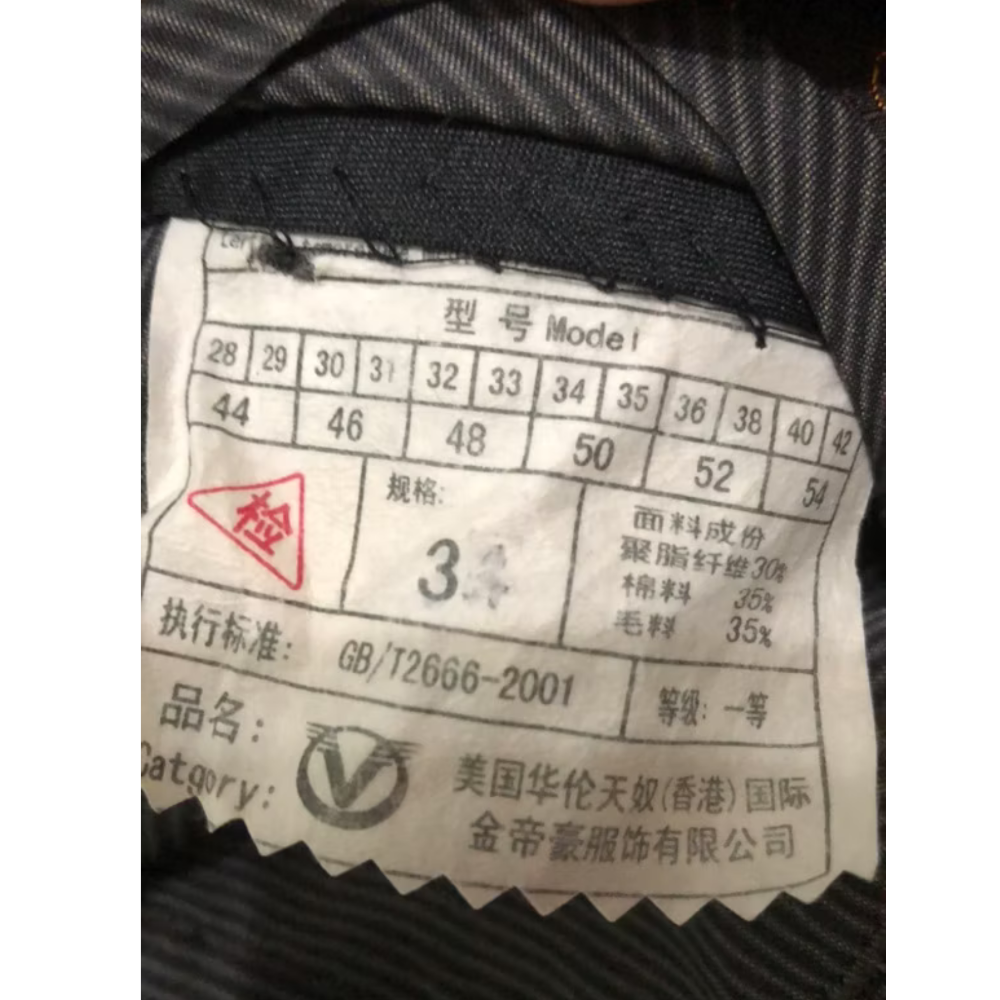 型 号 Model
28 29 30 31 32 33 34 35 36 38 40 42
44 46 48 50 52 54
检
规格:
3
面料成份
聚脂纤维30%
棉料 35%
毛料 35%
执行标准: GB/T2666-2001
等级: 一等
品名:
Catgory:
V
美国华伦天奴(香港)国际
金帝豪服饰有限公司